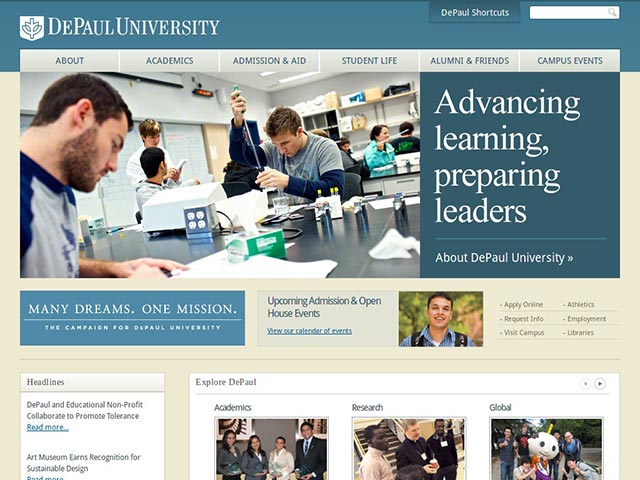 DEPAUL UNIVERSITY
DePaul Shortcuts
ABOUT
ACADEMICS
ADMISSION & AID
STUDENT LIFE
ALUMNI & FRIENDS
CAMPUS EVENTS
Advancing
learning,
preparing
leaders
About DePaul University »
MANY DREAMS. ONE MISSION.
THE CAMPAIGN FOR DEPAUL UNIVERSITY
Upcoming Admission & Open
House Events
View our calendar of events
- Apply Online
- Athletics
- Request Info
- Employment
- Visit Campus
- Libraries
Headlines
DePaul and Educational Non-Profit
Collaborate to Promote Tolerance
Read more...
Art Museum Earns Recognition for
Sustainable Design
Read more...
Explore DePaul
Academics
Research
Global